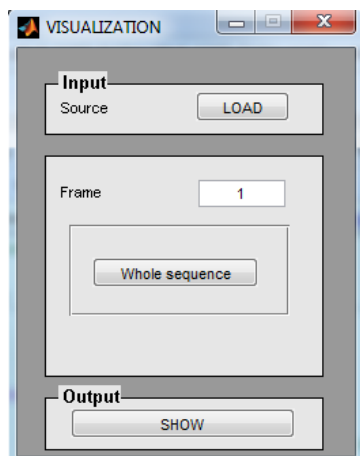 VISUALIZATION
Input
Source LOAD
Frame 1
Whole sequence
Output
SHOW